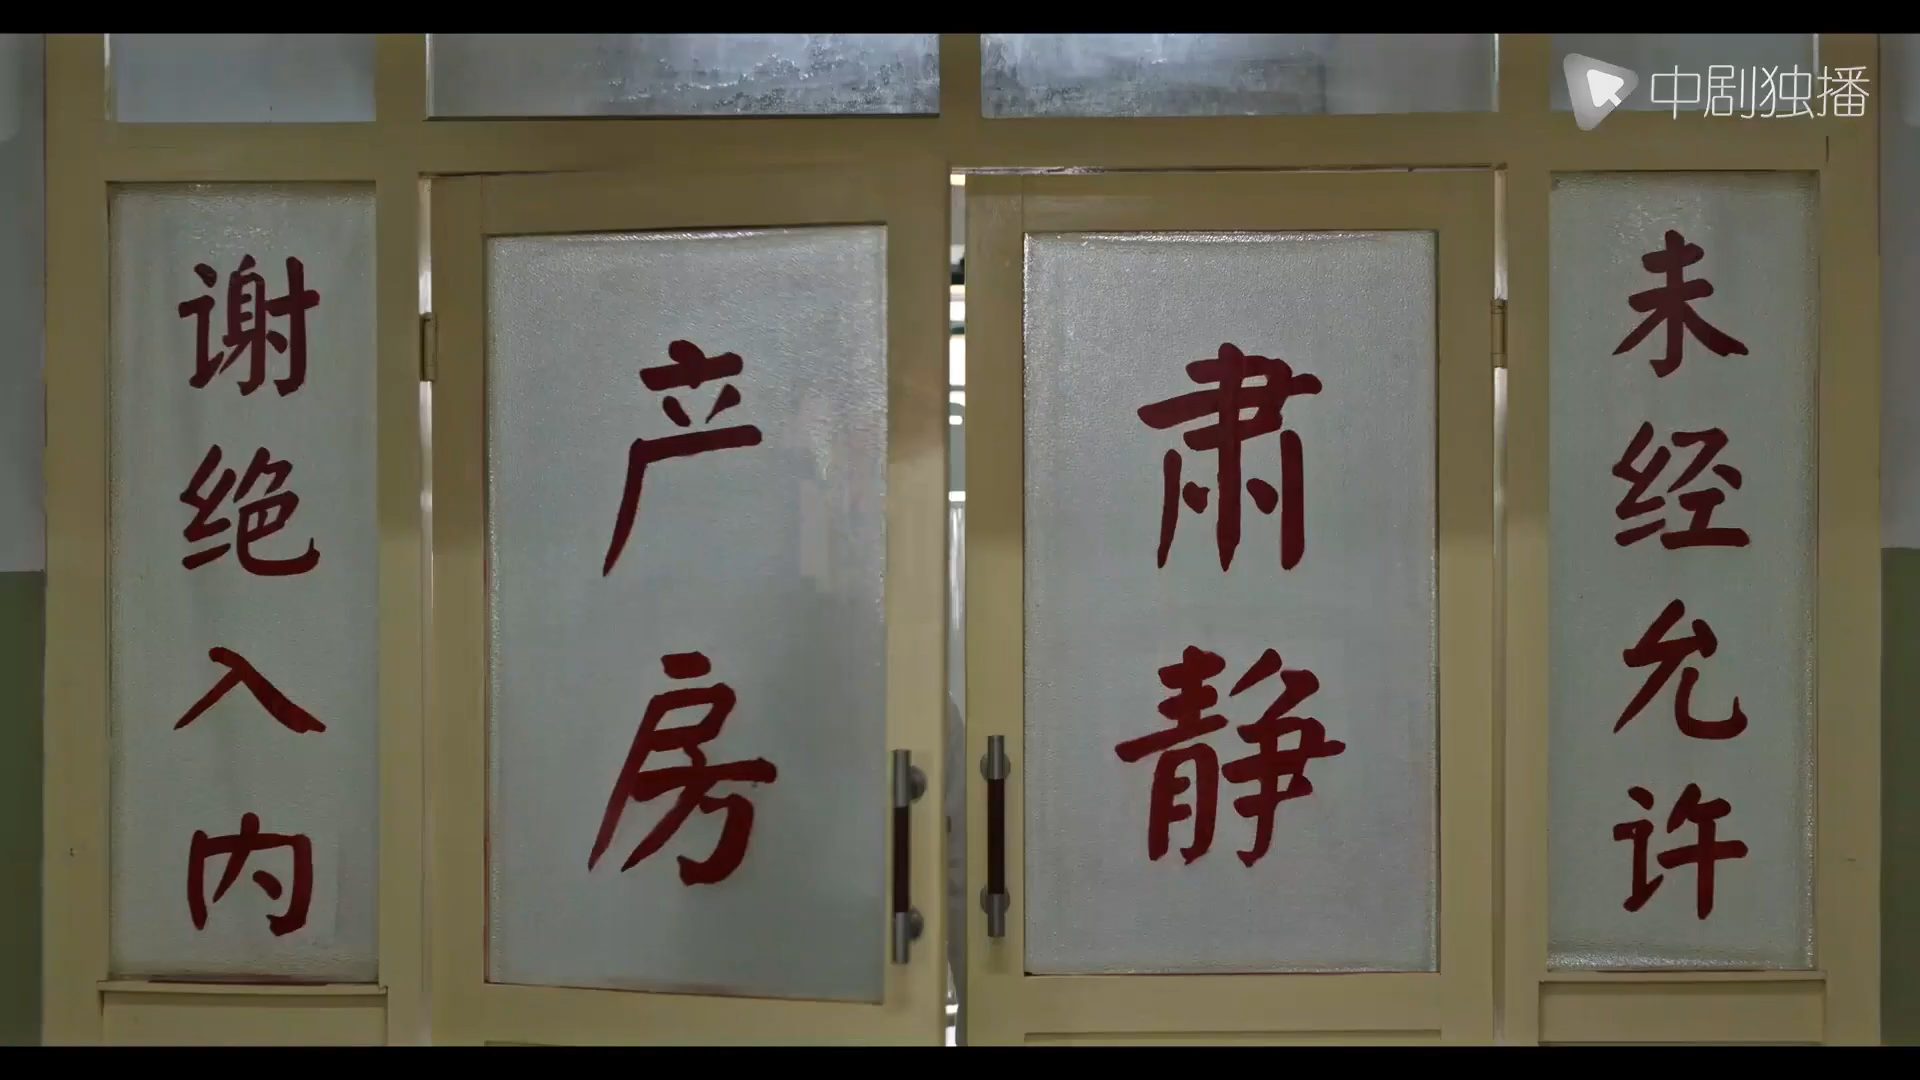 中剧独播
谢绝入内
产房
肃静
未经允许